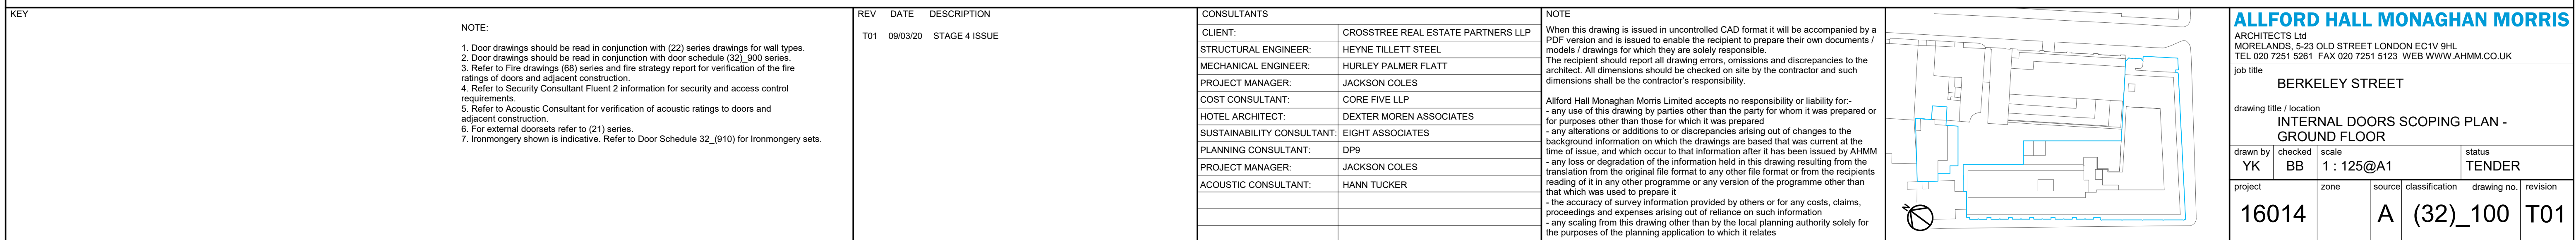 KEY
NOTE:
1. Door drawings should be read in conjunction with (22) series drawings for wall types.
2. Door drawings should be read in conjunction with door schedule (32)_900 series.
3. Refer to Fire drawings (68) series and fire strategy report for verification of the fire
ratings of doors and adjacent construction.
4. Refer to Security Consultant Fluent 2 information for security and access control
requirements.
5. Refer to Acoustic Consultant for verification of acoustic ratings to doors and
adjacent construction.
6. For external doorsets refer to (21) series.
7. Ironmongery shown is indicative. Refer to Door Schedule 32_(910) for Ironmongery sets.
REV DATE DESCRIPTION
T01 09/03/20 STAGE 4 ISSUE
CONSULTANTS
CLIENT: CROSSTREE REAL ESTATE PARTNERS LLP
STRUCTURAL ENGINEER: HEYNE TILLETT STEEL
MECHANICAL ENGINEER: HURLEY PALMER FLATT
PROJECT MANAGER: JACKSON COLES
COST CONSULTANT: CORE FIVE LLP
HOTEL ARCHITECT: DEXTER MOREN ASSOCIATES
SUSTAINABILITY CONSULTANT: EIGHT ASSOCIATES
PLANNING CONSULTANT: DP9
PROJECT MANAGER: JACKSON COLES
ACOUSTIC CONSULTANT: HANN TUCKER
NOTE
When this drawing is issued in uncontrolled CAD format it will be accompanied by a
PDF version and is issued to enable the recipient to prepare their own documents /
models / drawings for which they are solely responsible.
The recipient should report all drawing errors, omissions and discrepancies to the
architect. All dimensions should be checked on site by the contractor and such
dimensions shall be the contractor's responsibility.
Allford Hall Monaghan Morris Limited accepts no responsibility or liability for:-
- any use of this drawing by parties other than the party for whom it was prepared or
for purposes other than those for which it was prepared
- any alterations or additions to or discrepancies arising out of changes to the
background information on which the drawings are based that was current at the
time of issue, and which occur to that information after it has been issued by AHMM
- any loss or degradation of the information held in this drawing resulting from the
translation from the original file format to any other file format or from the recipients
reading of it in any other programme or any version of the programme other than
that which was used to prepare it
- the accuracy of survey information provided by others or for any costs, claims,
proceedings and expenses arising out of reliance on such information
- any scaling from this drawing other than by the local planning authority solely for
the purposes of the planning application to which it relates
N
ALLFORD HALL MONAGHAN MORRIS
ARCHITECTS Ltd
MORELANDS, 5-23 OLD STREET LONDON EC1V 9HL
TEL 020 7251 5261 FAX 020 7251 5123 WEB WWW.AHMM.CO.UK
job title
BERKELEY STREET
drawing title / location
INTERNAL DOORS SCOPING PLAN -
GROUND FLOOR
drawn by checked scale status
YK BB 1 : 125@A1 TENDER
project zone source classification drawing no. revision
16014 A (32)_100 T01